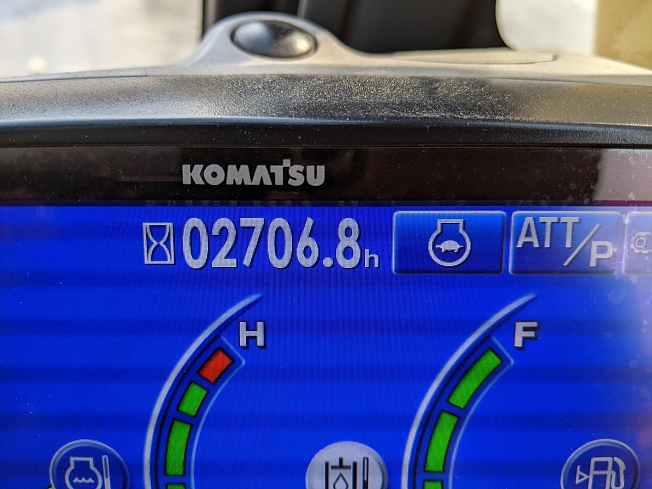 KOMATSU
02706.8h
ATT/P
H
F